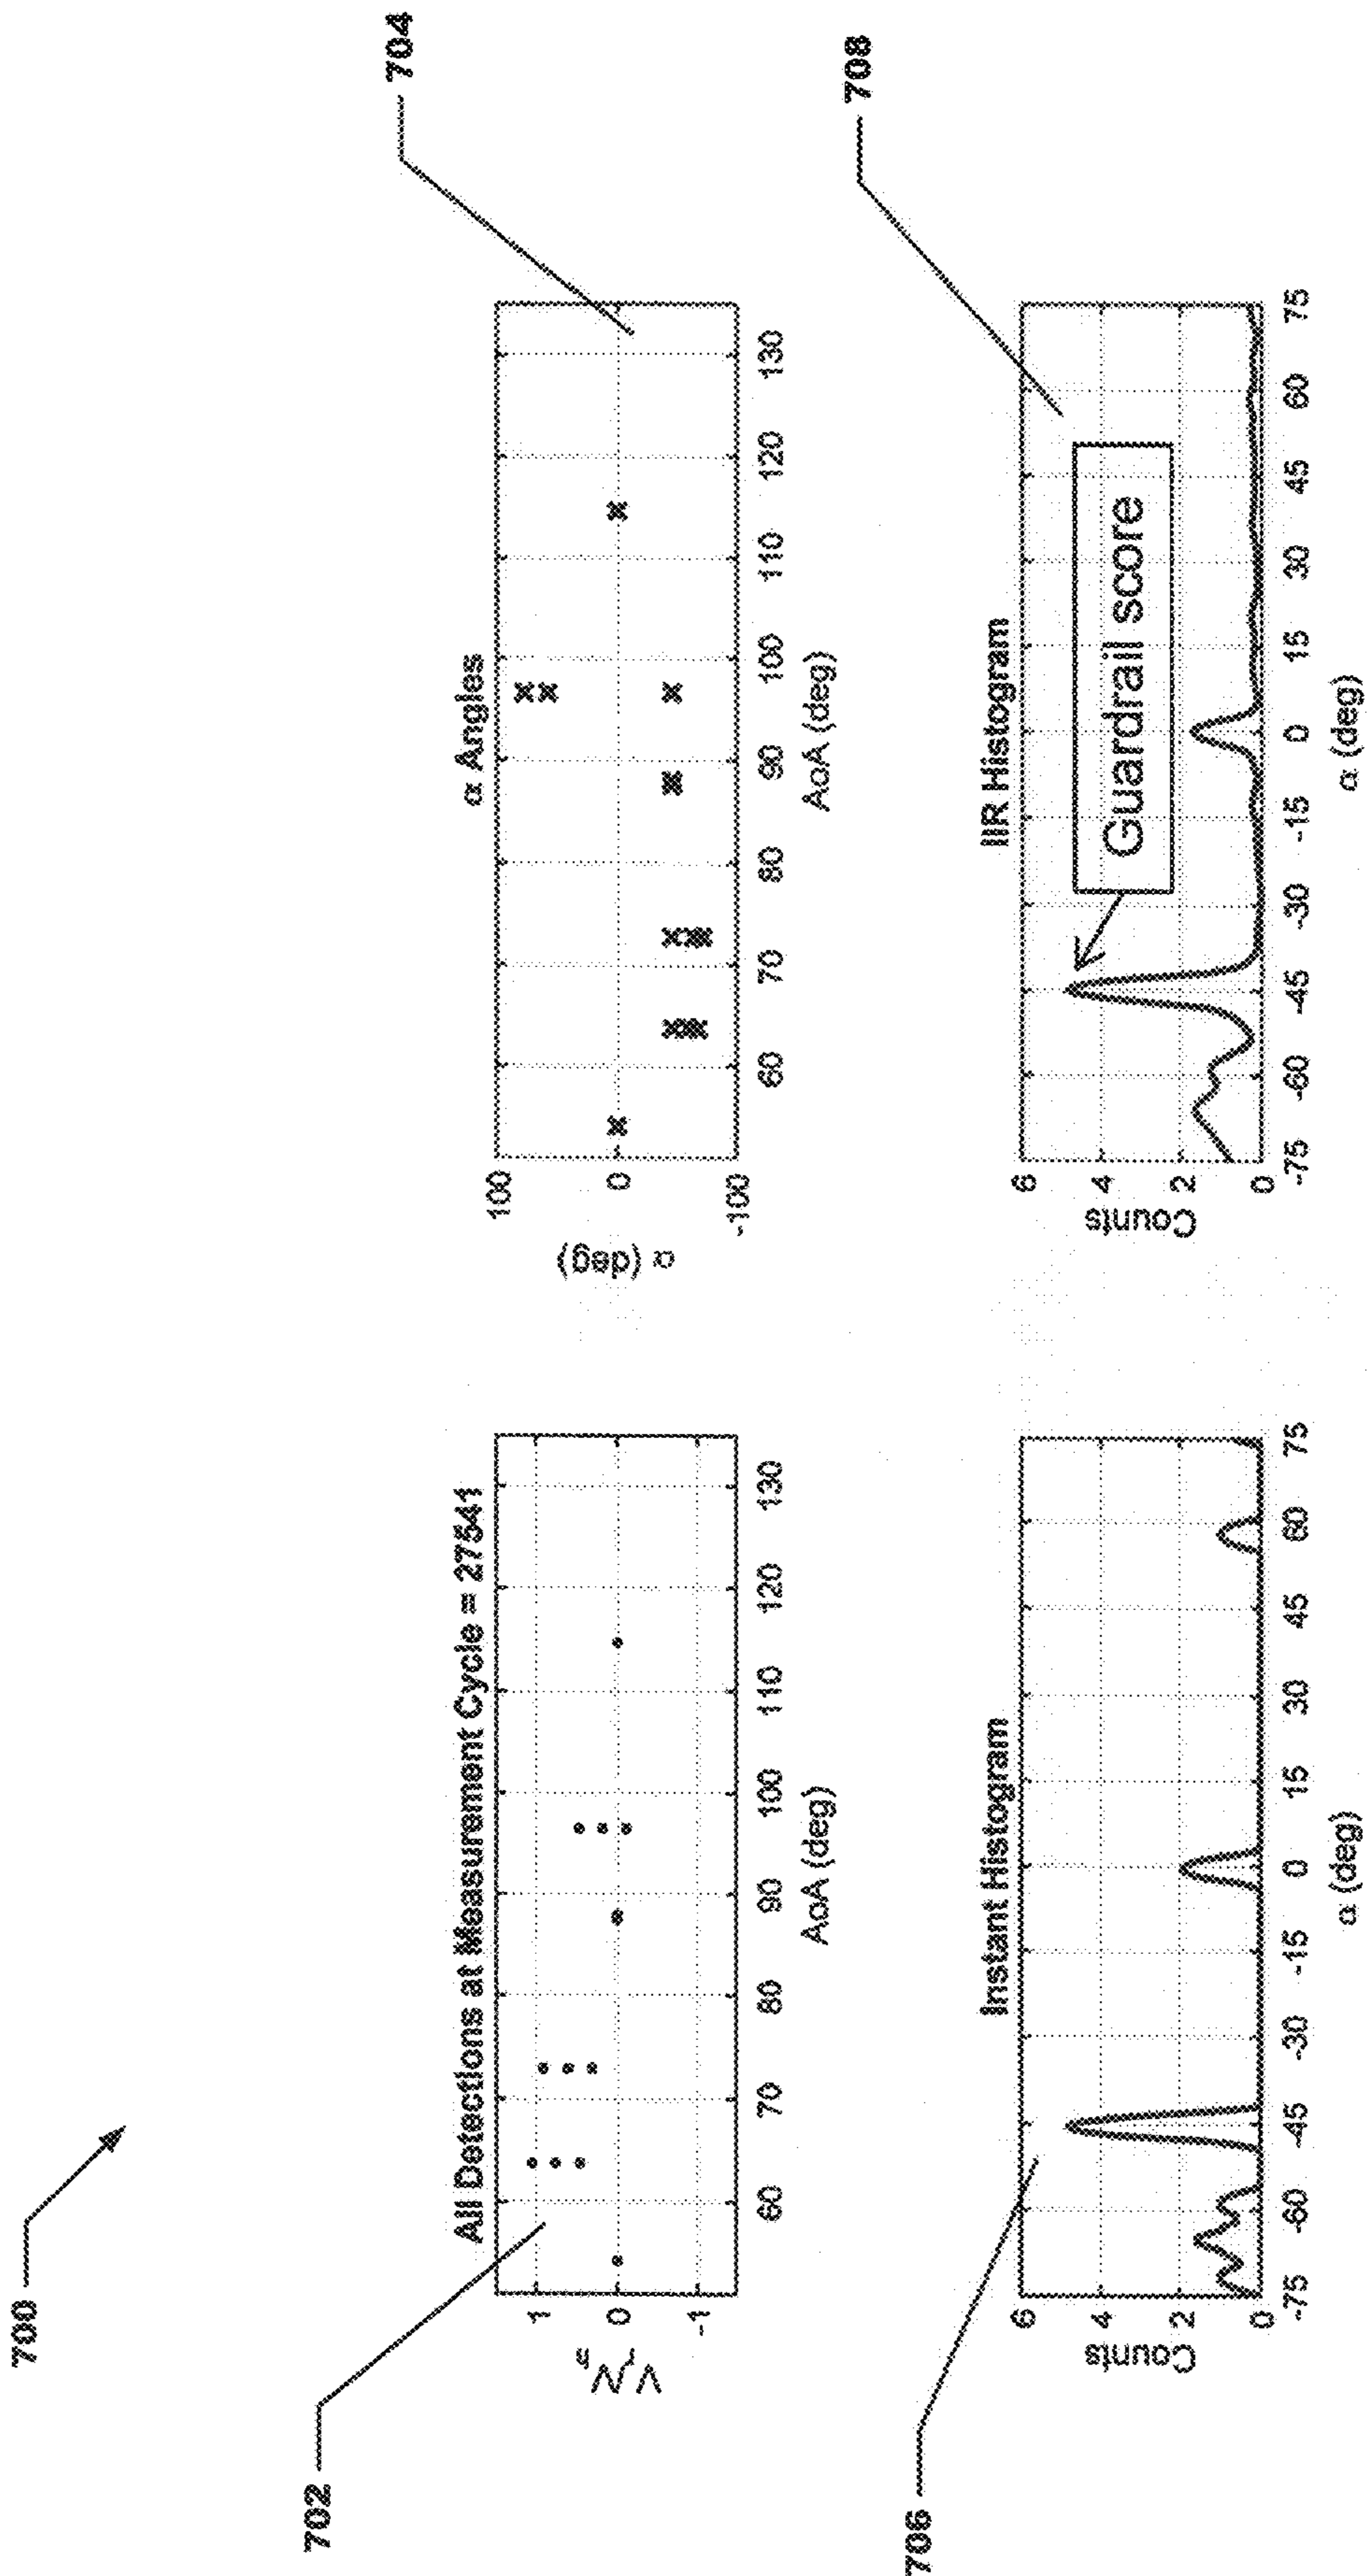 700
702
All Detections at Measurement Cycle = 27541
Vr/Vh
1
0
-1
60 70 80 90 100 110 120 130
AoA (deg)
704
α Angles
α (deg)
100
0
-100
60 70 80 90 100 110 120 130
AoA (deg)
706
Instant Histogram
Counts
6
4
2
0
-75 -60 -45 -30 -15 0 15 30 45 60 75
α (deg)
708
IIR Histogram
Guardrail score
Counts
6
4
2
0
-75 -60 -45 -30 -15 0 15 30 45 60 75
α (deg)